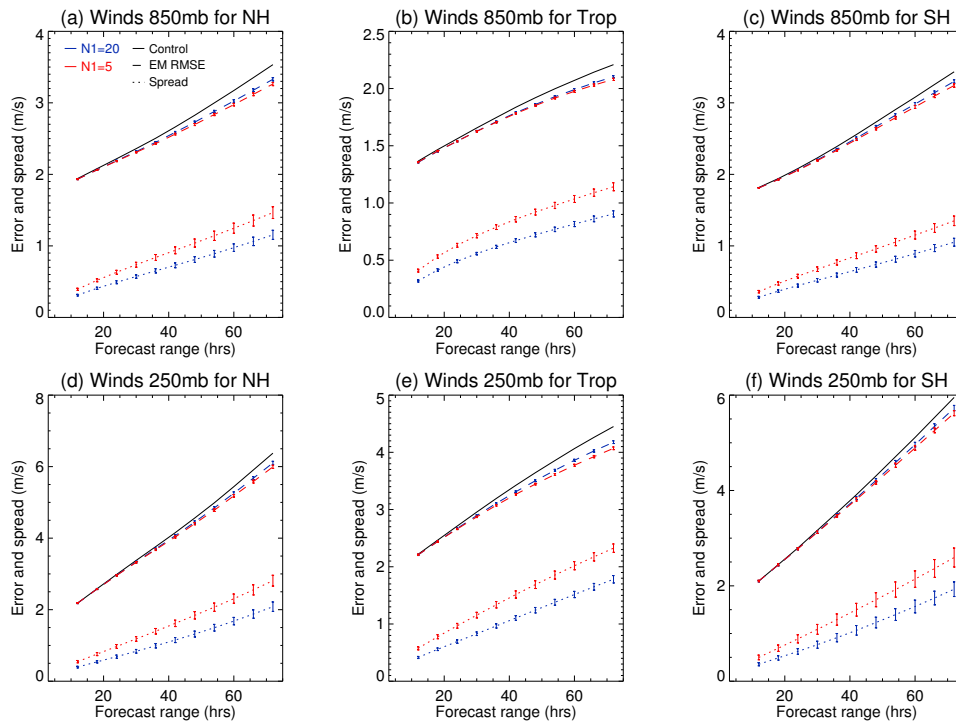 (a) Winds 850mb for NH
(b) Winds 850mb for Trop
(c) Winds 850mb for SH
4
3
2
1
0
Error and spread (m/s)
N1=20
N1=5
Control
EM RMSE
Spread
20 40 60
Forecast range (hrs)
2.5
2.0
1.5
1.0
0.5
0.0
Error and spread (m/s)
20 40 60
Forecast range (hrs)
4
3
2
1
0
Error and spread (m/s)
20 40 60
Forecast range (hrs)
(d) Winds 250mb for NH
(e) Winds 250mb for Trop
(f) Winds 250mb for SH
8
6
4
2
0
Error and spread (m/s)
20 40 60
Forecast range (hrs)
5
4
3
2
1
0
Error and spread (m/s)
20 40 60
Forecast range (hrs)
6
4
2
0
Error and spread (m/s)
20 40 60
Forecast range (hrs)